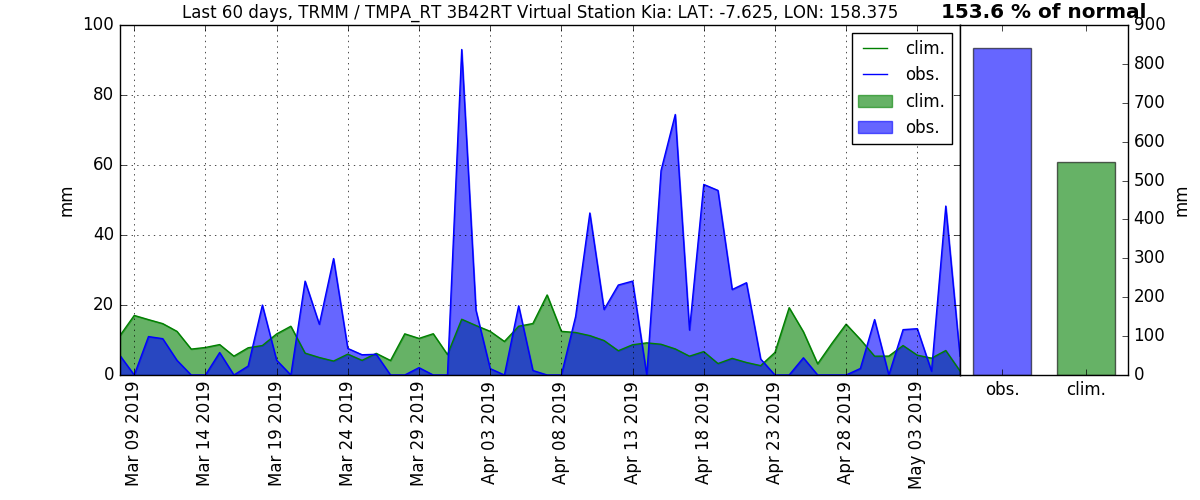 Last 60 days, TRMM / TMPA_RT 3B42RT Virtual Station Kia: LAT: -7.625, LON: 158.375
153.6 % of normal
100
80
60
40
20
0
mm
clim.
obs.
clim.
obs.
900
800
700
600
500
400
300
200
100
0
mm
obs.
clim.
Mar 09 2019
Mar 14 2019
Mar 19 2019
Mar 24 2019
Mar 29 2019
Apr 03 2019
Apr 08 2019
Apr 13 2019
Apr 18 2019
Apr 23 2019
Apr 28 2019
May 03 2019